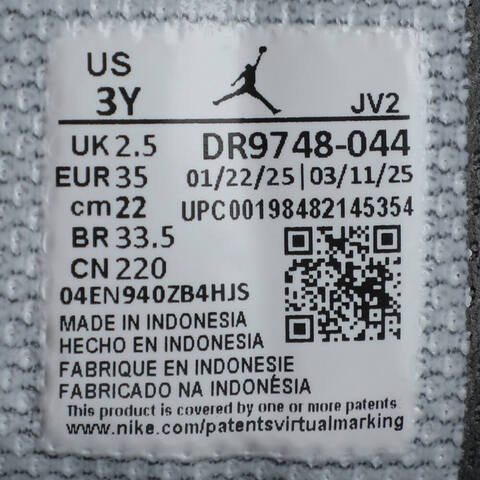 US
3Y
JV2
UK 2.5
DR9748-044
EUR 35
01/22/25 | 03/11/25
cm 22
UPC00198482145354
BR 33.5
CN 220
04EN940ZB4HJS
MADE IN INDONESIA
HECHO EN INDONESIA
FABRIQUE EN INDONESIE
FABRICADO NA INDONÉSIA
This product is covered by one or more patents
www.nike.com/patentsvirtualmarking